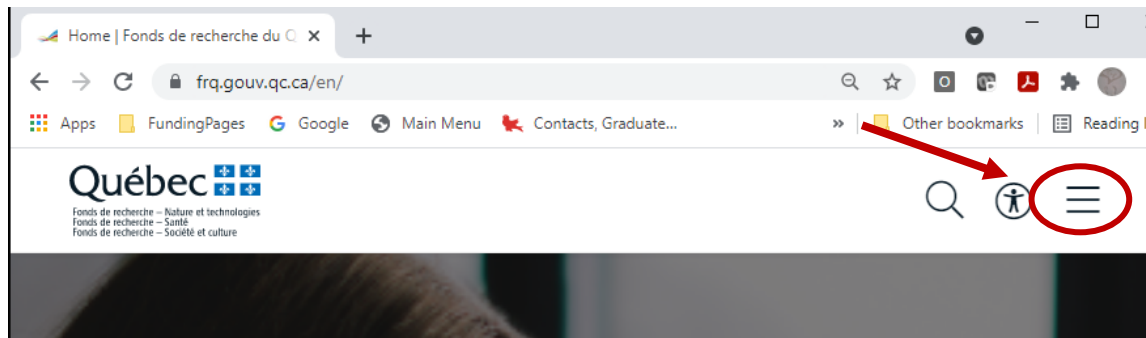 Home | Fonds de recherche du Q
frq.gouv.qc.ca/en/
Apps FundingPages Google Main Menu Contacts, Graduate... » Other bookmarks Reading
Québec
Fonds de recherche – Nature et technologies
Fonds de recherche – Santé
Fonds de recherche – Société et culture